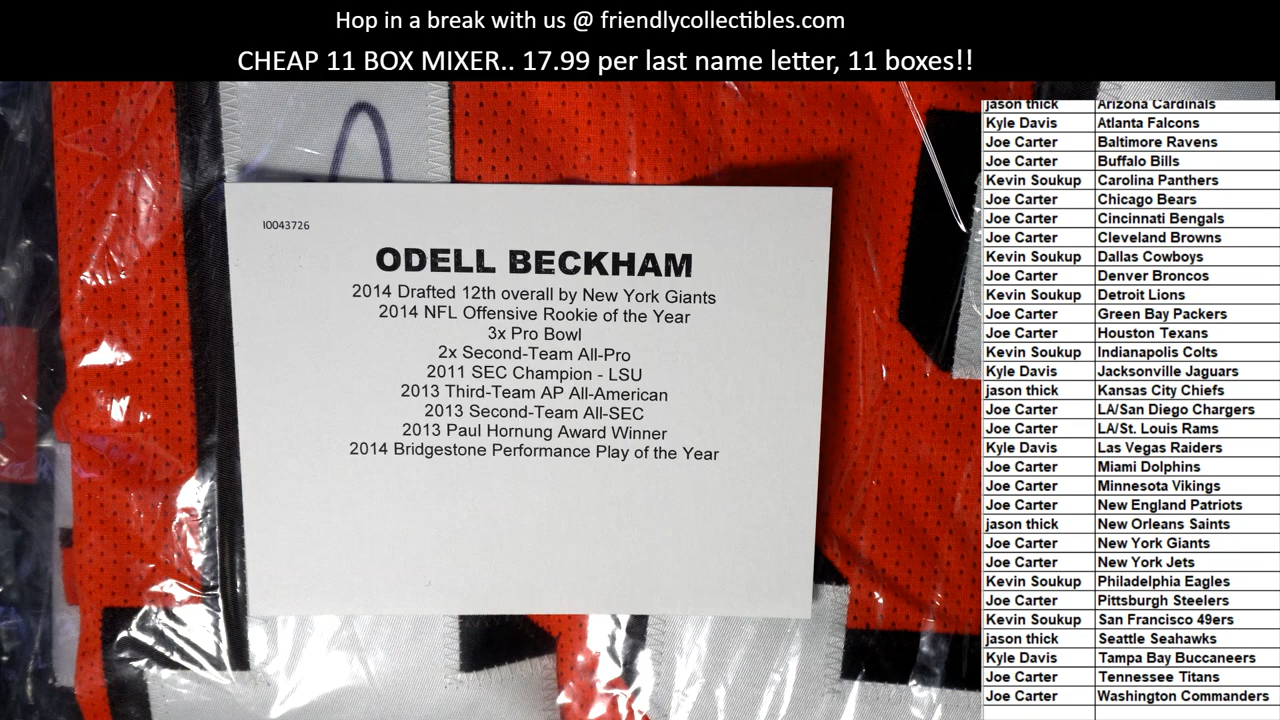 Hop in a break with us @ friendlycollectibles.com
CHEAP 11 BOX MIXER.. 17.99 per last name letter, 11 boxes!!
I0043726
ODELL BECKHAM
2014 Drafted 12th overall by New York Giants
2014 NFL Offensive Rookie of the Year
3x Pro Bowl
2x Second-Team All-Pro
2011 SEC Champion - LSU
2013 Third-Team AP All-American
2013 Second-Team All-SEC
2013 Paul Hornung Award Winner
2014 Bridgestone Performance Play of the Year
jason thick Arizona Cardinals
Kyle Davis Atlanta Falcons
Joe Carter Baltimore Ravens
Joe Carter Buffalo Bills
Kevin Soukup Carolina Panthers
Joe Carter Chicago Bears
Joe Carter Cincinnati Bengals
Joe Carter Cleveland Browns
Kevin Soukup Dallas Cowboys
Joe Carter Denver Broncos
Kevin Soukup Detroit Lions
Joe Carter Green Bay Packers
Joe Carter Houston Texans
Kevin Soukup Indianapolis Colts
Kyle Davis Jacksonville Jaguars
jason thick Kansas City Chiefs
Joe Carter LA/San Diego Chargers
Joe Carter LA/St. Louis Rams
Kyle Davis Las Vegas Raiders
Joe Carter Miami Dolphins
Joe Carter Minnesota Vikings
Joe Carter New England Patriots
jason thick New Orleans Saints
Joe Carter New York Giants
Joe Carter New York Jets
Kevin Soukup Philadelphia Eagles
Joe Carter Pittsburgh Steelers
Kevin Soukup San Francisco 49ers
jason thick Seattle Seahawks
Kyle Davis Tampa Bay Buccaneers
Joe Carter Tennessee Titans
Joe Carter Washington Commanders